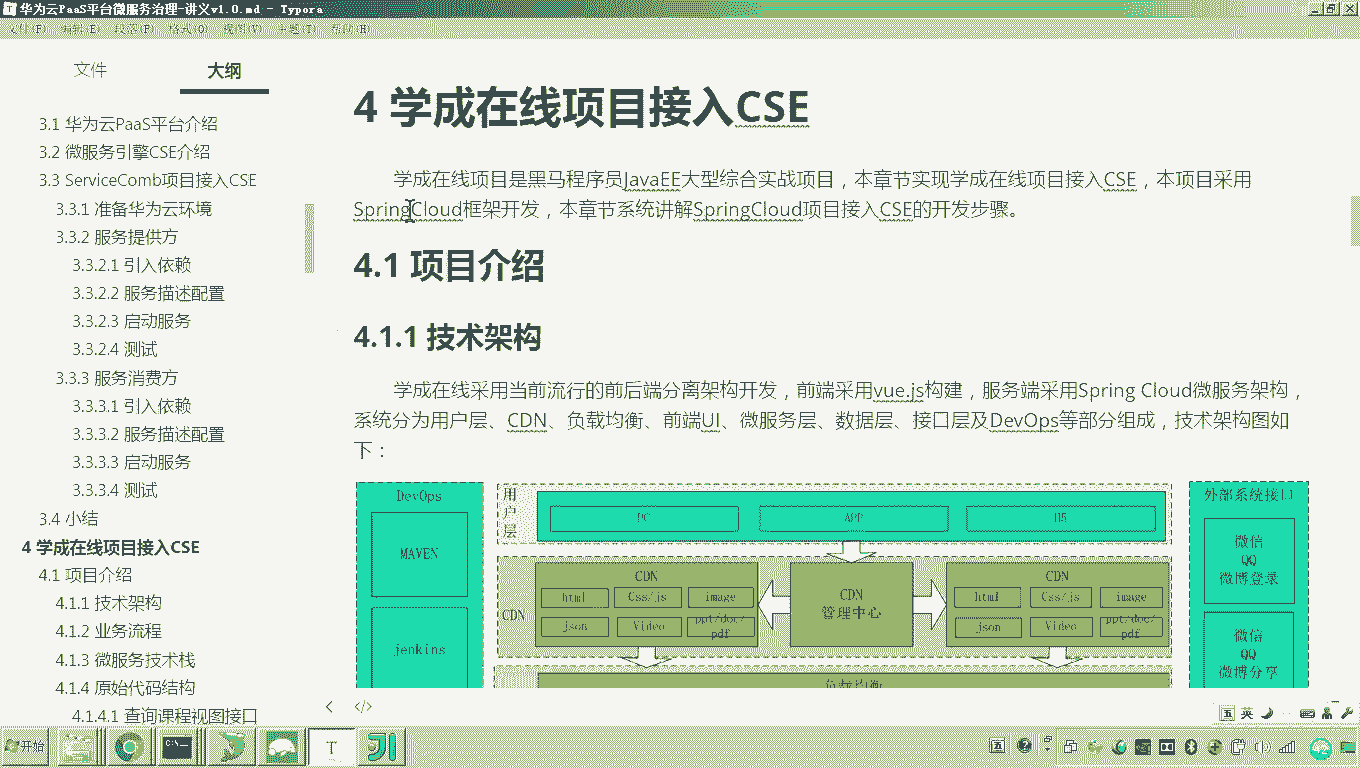 华为云PaaS平台微服务治理-讲义v1.0.md - Typora
文件(F) 编辑(E) 段落(P) 格式(O) 视图(V) 主题(T) 帮助(H)
文件 大纲
3.1 华为云PaaS平台介绍
3.2 微服务引擎CSE介绍
3.3 ServiceComb项目接入CSE
3.3.1 准备华为云环境
3.3.2 服务提供方
3.3.2.1 引入依赖
3.3.2.2 服务描述配置
3.3.2.3 启动服务
3.3.2.4 测试
3.3.3 服务消费方
3.3.3.1 引入依赖
3.3.3.2 服务描述配置
3.3.3.3 启动服务
3.3.3.4 测试
3.4 小结
4 学成在线项目接入CSE
4.1 项目介绍
4.1.1 技术架构
4.1.2 业务流程
4.1.3 微服务技术栈
4.1.4 原始代码结构
4.1.4.1 查询课程视图接口
4 学成在线项目接入CSE
学成在线项目是黑马程序员JavaEE大型综合实战项目，本章节实现学成在线项目接入CSE，本项目采用
SpringCloud框架开发，本章节系统讲解SpringCloud项目接入CSE的开发步骤。
4.1 项目介绍
4.1.1 技术架构
学成在线采用当前流行的前后端分离架构开发，前端采用vue.js构建，服务端采用Spring Cloud微服务架构，
系统分为用户层、CDN、负载均衡、前端UI、微服务层、数据层、接口层及DevOps等部分组成，技术架构图如
下：
DevOps
MAVEN
jenkins
用户层
PC APP H5
CDN
CDN
html Css/js image
json Video ppt/doc/pdf
CDN
管理中心
CDN
html Css/js image
json Video ppt/doc/pdf
负载均衡
外部系统接口
微信
QQ
微博登录
微信
QQ
微博分享
开始
五 英